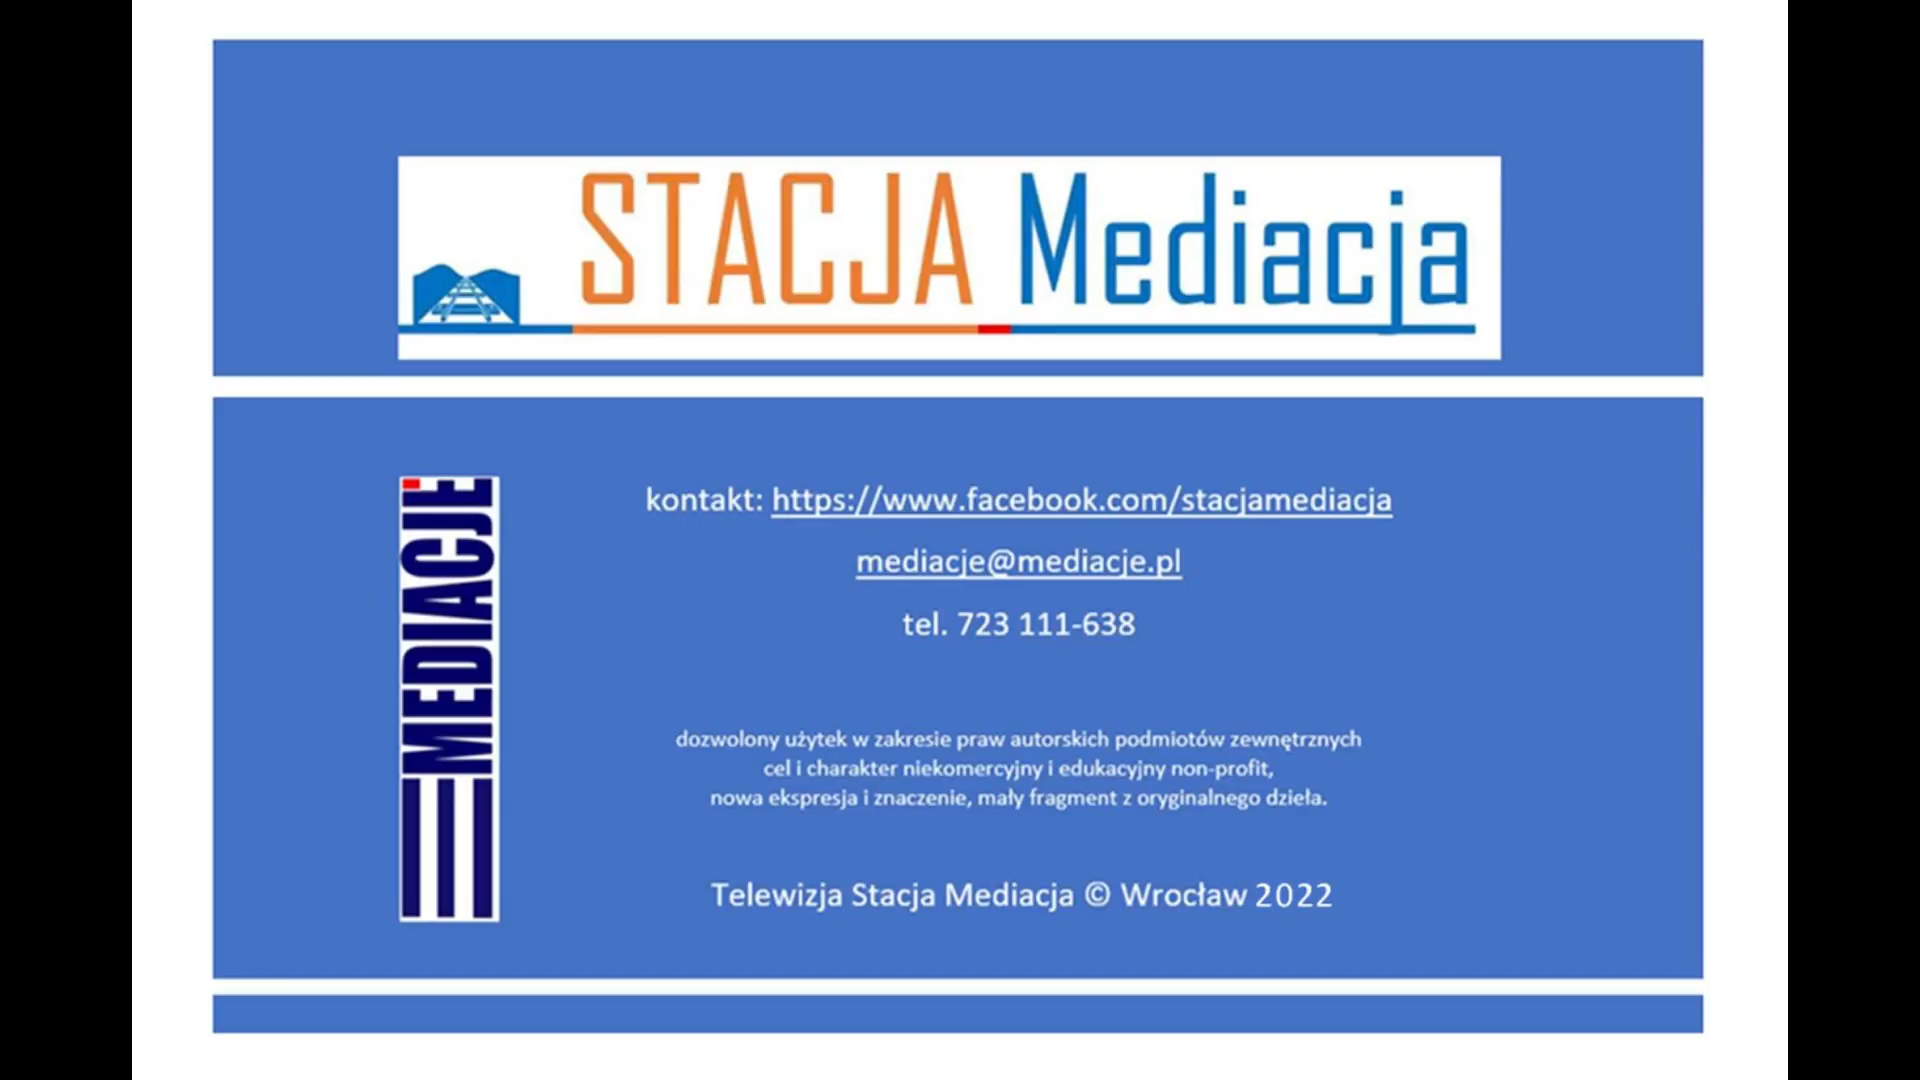 STACJA Mediacja
MEDIACJE
kontakt: https://www.facebook.com/stacjamediacja
mediacje@mediacje.pl
tel. 723 111-638
dozwolony użytek w zakresie praw autorskich podmiotów zewnętrznych
cel i charakter niekomercyjny i edukacyjny non-profit,
nowa ekspresja i znaczenie, mały fragment z oryginalnego dzieła.
Telewizja Stacja Mediacja © Wrocław 2022